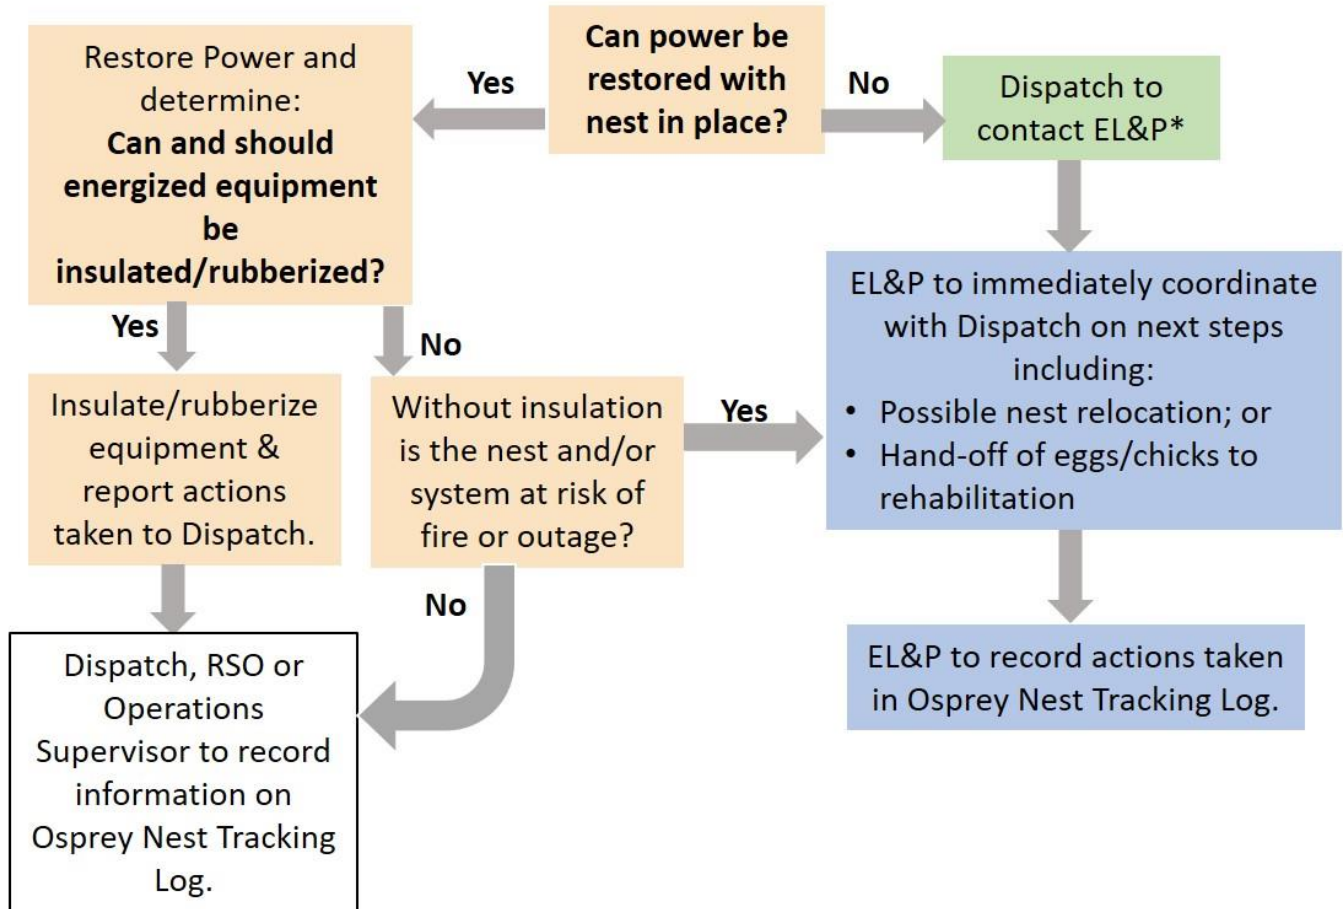 Can power be
restored with
nest in place?
Yes
No
Restore Power and
determine:
Can and should
energized equipment
be
insulated/rubberized?
Dispatch to
contact EL&P*
Yes
No
EL&P to immediately coordinate
with Dispatch on next steps
including:
• Possible nest relocation; or
• Hand-off of eggs/chicks to
rehabilitation
Insulate/rubberize
equipment &
report actions
taken to Dispatch.
Without insulation
is the nest and/or
system at risk of
fire or outage?
Yes
No
Dispatch, RSO or
Operations
Supervisor to record
information on
Osprey Nest Tracking
Log.
EL&P to record actions taken
in Osprey Nest Tracking Log.